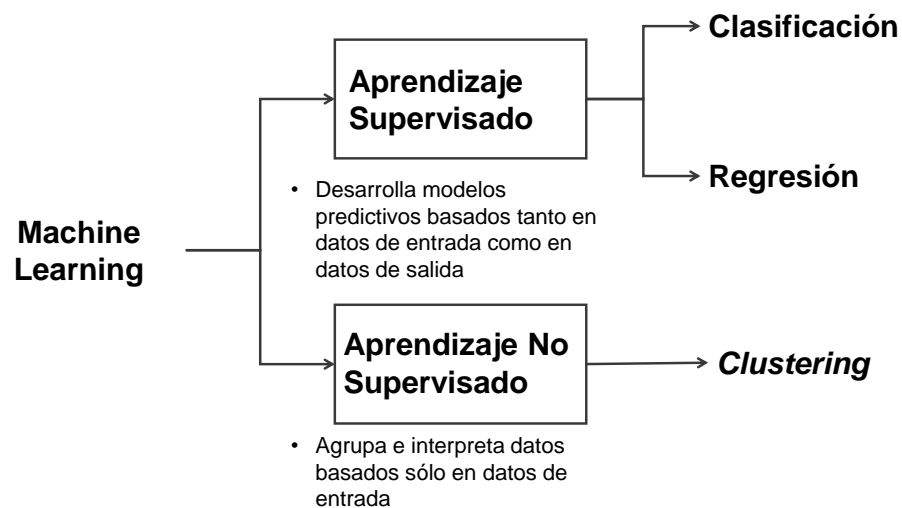 Clasificación
Aprendizaje
Supervisado
Regresión
• Desarrolla modelos
predictivos basados tanto en
datos de entrada como en
datos de salida
Machine
Learning
Aprendizaje No
Supervisado
Clustering
• Agrupa e interpreta datos
basados sólo en datos de
entrada